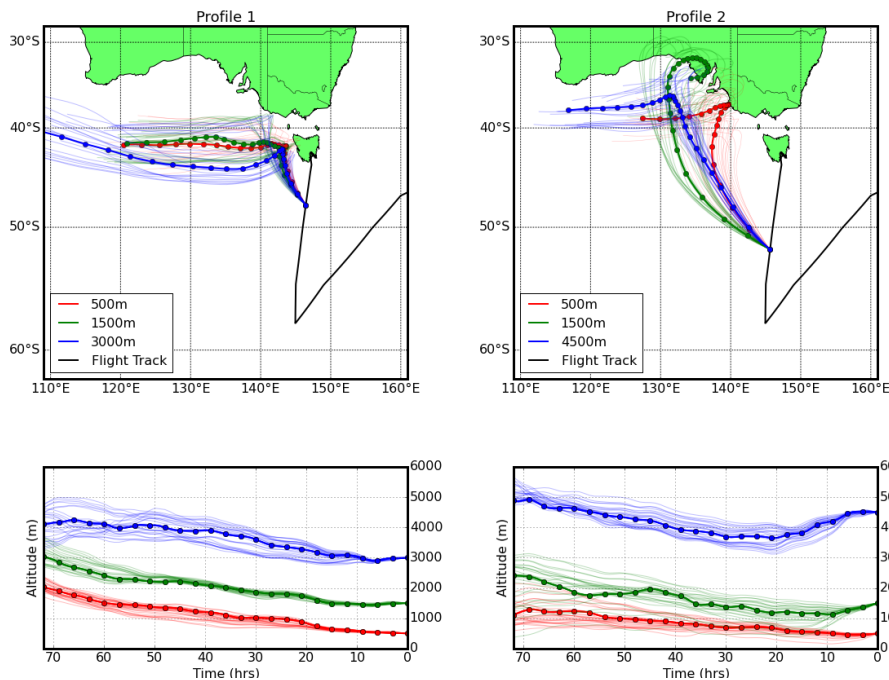 Profile 1
Profile 2
30°S
40°S
50°S
60°S
500m
1500m
3000m
Flight Track
110°E 120°E 130°E 140°E 150°E 160°E
30°S
40°S
50°S
60°S
500m
1500m
4500m
Flight Track
110°E 120°E 130°E 140°E 150°E 160°E
6000
5000
4000
3000
2000
1000
0
Altitude (m)
70 60 50 40 30 20 10 0
Time (hrs)
Altitude (m)
70 60 50 40 30 20 10 0
Time (hrs)